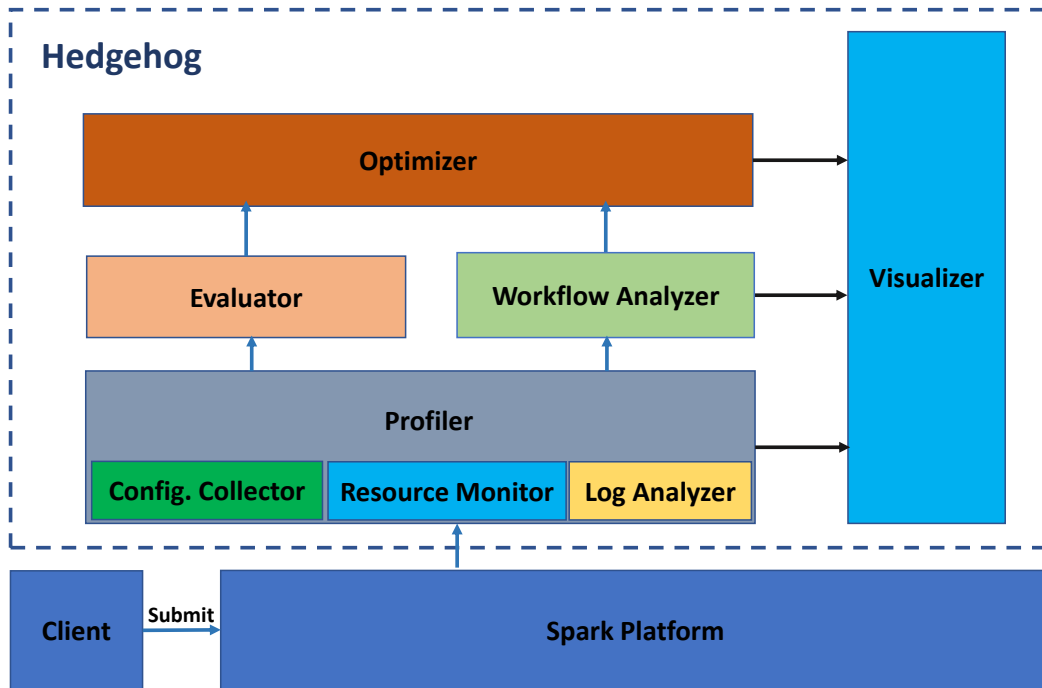 Hedgehog
Optimizer
Evaluator
Workflow Analyzer
Visualizer
Profiler
Config. Collector
Resource Monitor
Log Analyzer
Client
Submit
Spark Platform